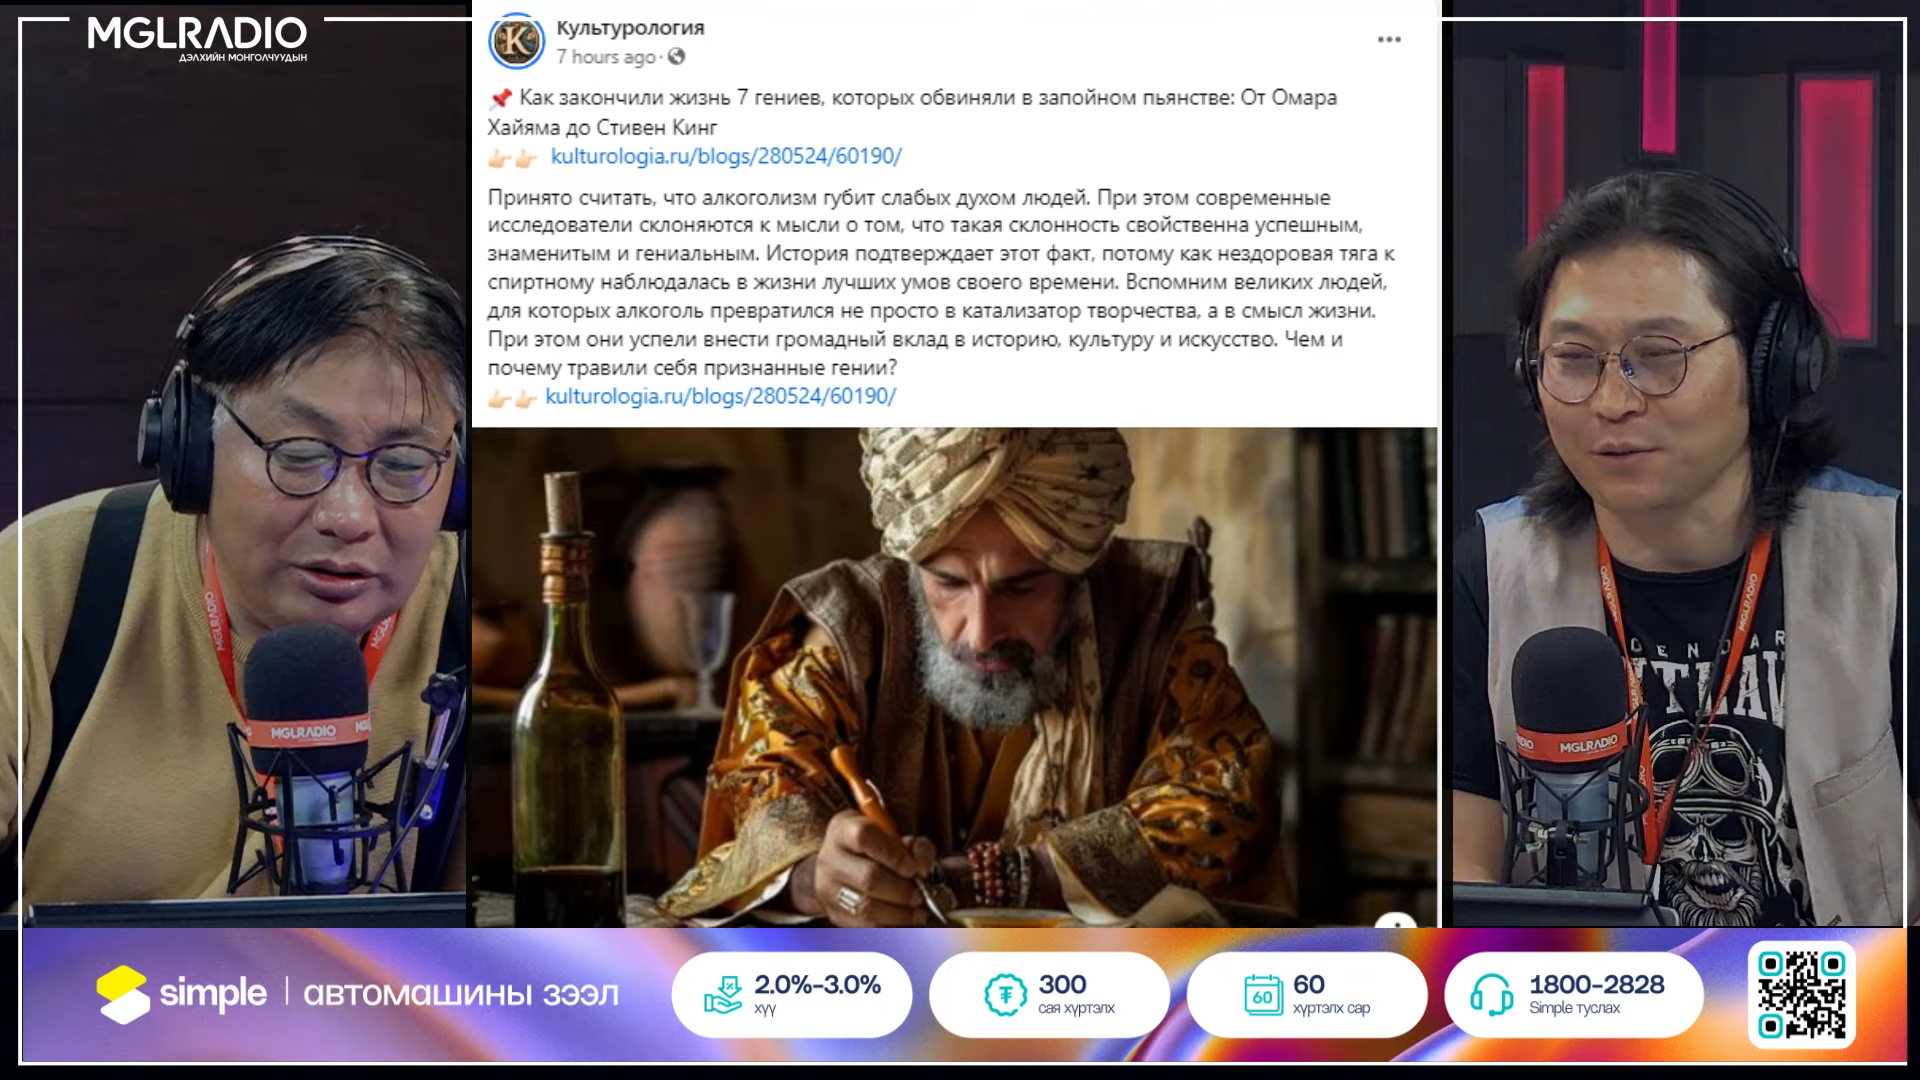 MGLRADIO
ДЭЛХИЙН МОНГОЛЧУУДЫН
Культурология
7 hours ago
Как закончили жизнь 7 гениев, которых обвиняли в запойном пьянстве: От Омара
Хайяма до Стивен Кинг
kulturologia.ru/blogs/280524/60190/
Принято считать, что алкоголизм губит слабых духом людей. При этом современные
исследователи склоняются к мысли о том, что такая склонность свойственна успешным,
знаменитым и гениальным. История подтверждает этот факт, потому как нездоровая тяга к
спиртному наблюдалась в жизни лучших умов своего времени. Вспомним великих людей,
для которых алкоголь превратился не просто в катализатор творчества, а в смысл жизни.
При этом они успели внести громадный вклад в историю, культуру и искусство. Чем и
почему травили себя признанные гении?
kulturologia.ru/blogs/280524/60190/
MGLRADIO
MGLRADIO
MGLRADIO
MGLRADIO
simple | автомашины зээл
2.0%-3.0%
хүү
300
сая хүртэлх
60
60
хүртэлх сар
1800-2828
Simple туслах